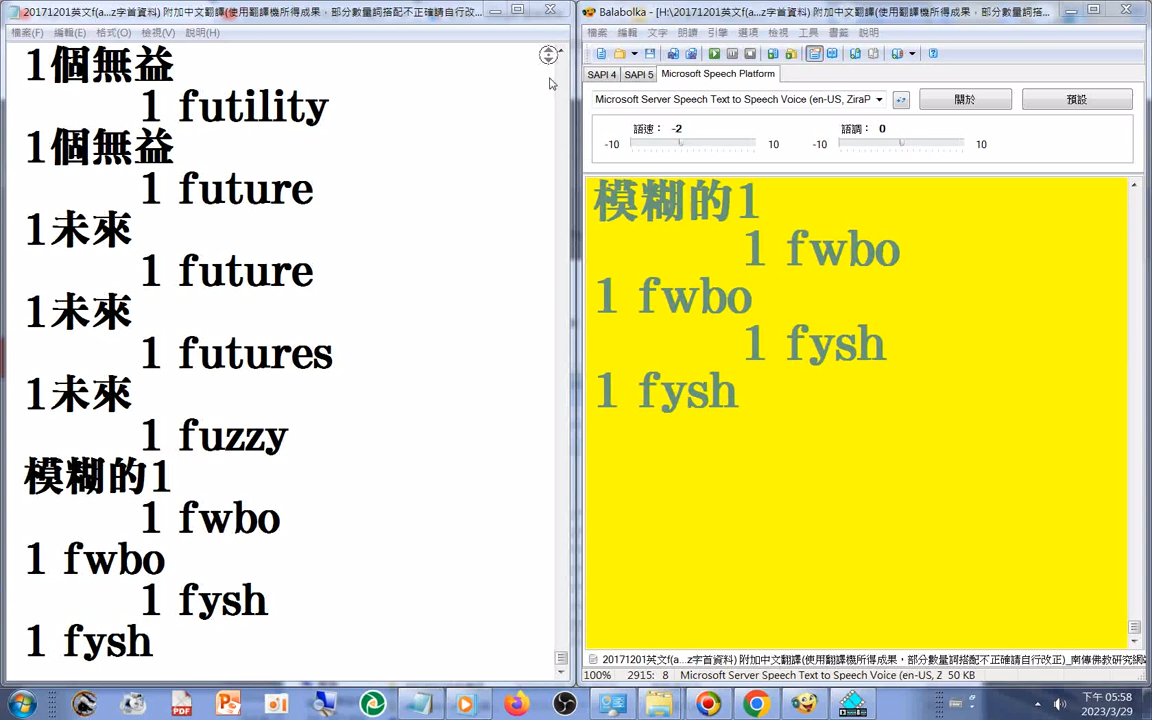 20171201英文f(a...z字首資料) 附加中文翻譯(使用翻譯機所得成果，部分數量詞搭配不正確請自行改...
檔案(F) 編輯(E) 格式(O) 檢視(V) 說明(H)
1個無益
1 futility
1個無益
1 future
1未來
1 future
1未來
1 futures
1未來
1 fuzzy
模糊的1
1 fwbo
1 fwbo
1 fysh
1 fysh
Balabolka - [H:\20171201英文f(a...z字首資料) 附加中文翻譯(使用翻譯機所得成果，部分數量詞搭...
檔案 編輯 文字 朗讀 引擎 選項 檢視 工具 書籤 說明
SAPI 4 SAPI 5 Microsoft Speech Platform
Microsoft Server Speech Text to Speech Voice (en-US, ZiraP
關於
預設
語速： -2
語調： 0
-10 10 -10 10
模糊的1
1 fwbo
1 fwbo
1 fysh
1 fysh
20171201英文f(a...z字首資料) 附加中文翻譯(使用翻譯機所得成果，部分數量詞搭配不正確請自行改正)_南傳佛教研究網站
100% 2915: 8 Microsoft Server Speech Text to Speech Voice (en-US, Z 50 KB
PDF
下午 05:58
2023/3/29